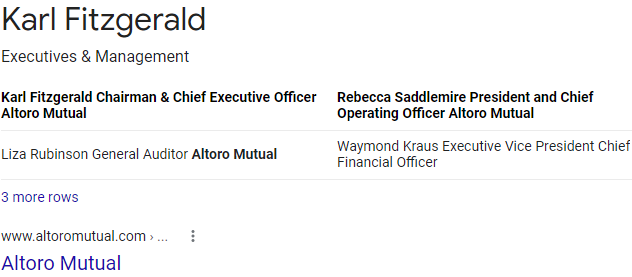 Karl Fitzgerald
Executives & Management
Karl Fitzgerald Chairman & Chief Executive Officer
Altoro Mutual
Rebecca Saddlemire President and Chief
Operating Officer Altoro Mutual
Liza Rubinson General Auditor Altoro Mutual
Waymond Kraus Executive Vice President Chief
Financial Officer
3 more rows
www.altoromutual.com › ...
Altoro Mutual